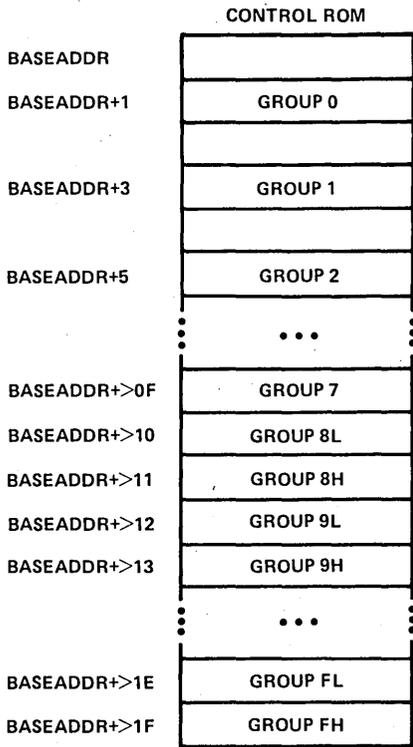 CONTROL ROM
BASEADDR
BASEADDR+1 GROUP 0
BASEADDR+3 GROUP 1
BASEADDR+5 GROUP 2
•••
BASEADDR+>0F GROUP 7
BASEADDR+>10 GROUP 8L
BASEADDR+>11 GROUP 8H
BASEADDR+>12 GROUP 9L
BASEADDR+>13 GROUP 9H
•••
BASEADDR+>1E GROUP FL
BASEADDR+>1F GROUP FH